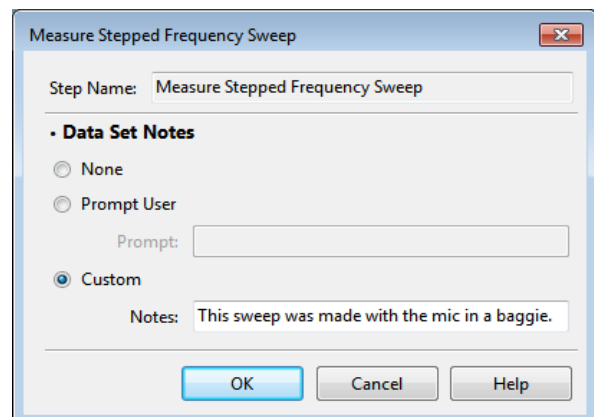 Measure Stepped Frequency Sweep
Step Name: Measure Stepped Frequency Sweep
• Data Set Notes
None
Prompt User
Prompt:
Custom
Notes: This sweep was made with the mic in a baggie.
OK Cancel Help